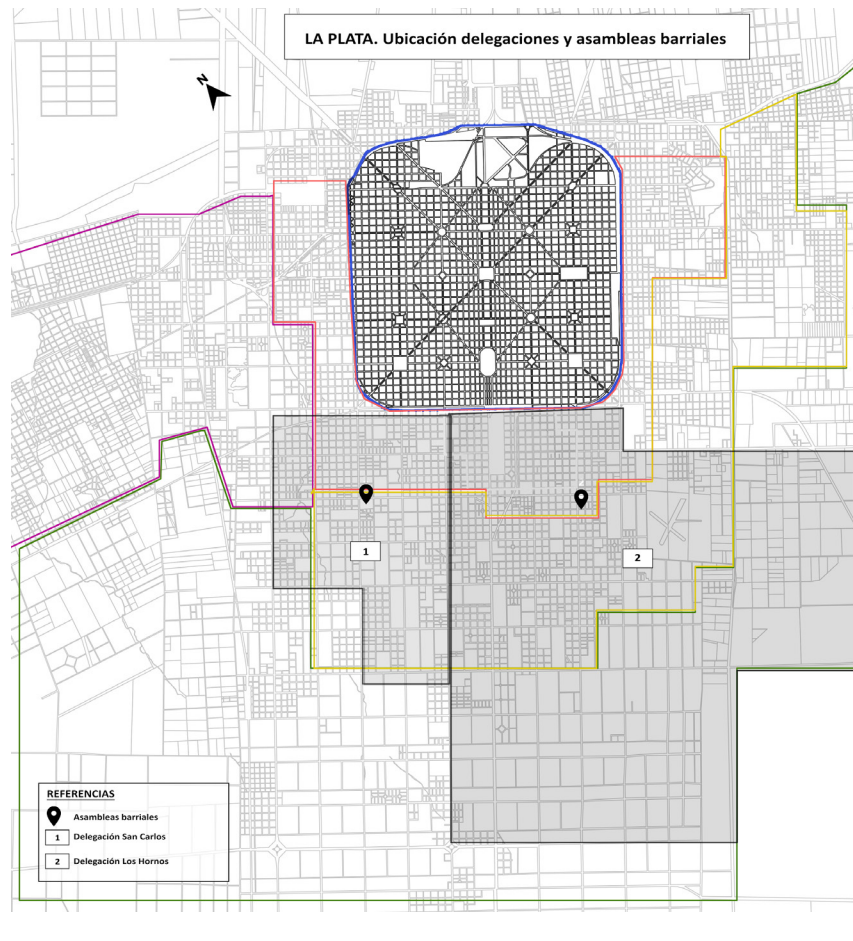 LA PLATA. Ubicación delegaciones y asambleas barriales
N
1
2
REFERENCIAS
Asambleas barriales
1 Delegación San Carlos
2 Delegación Los Hornos